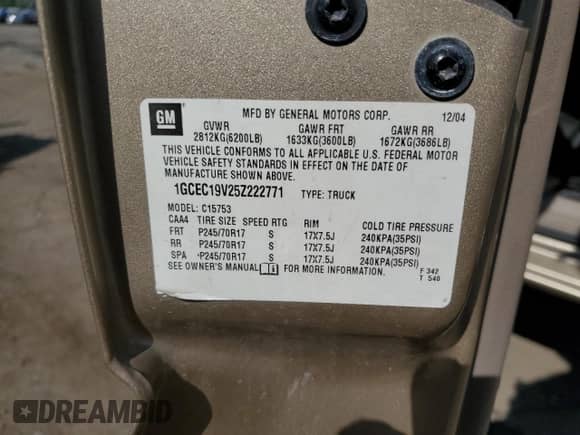 GM
MFD BY GENERAL MOTORS CORP. 12/04
GVWR GAWR FRT GAWR RR
2812KG(6200LB) 1633KG(3600LB) 1672KG(3686LB)
THIS VEHICLE CONFORMS TO ALL APPLICABLE U.S. FEDERAL MOTOR
VEHICLE SAFETY STANDARDS IN EFFECT ON THE DATE OF
MANUFACTURE SHOWN ABOVE.
1GCEC19V25Z222771 TYPE: TRUCK
MODEL: C15753
CAA4 TIRE SIZE SPEED RTG RIM COLD TIRE PRESSURE
FRT P245/70R17 S 17X7.5J 240KPA(35PSI)
RR P245/70R17 S 17X7.5J 240KPA(35PSI)
SPA P245/70R17 S 17X7.5J 240KPA(35PSI)
SEE OWNER'S MANUAL i FOR MORE INFORMATION.
F 342
T 540
DREAMBID